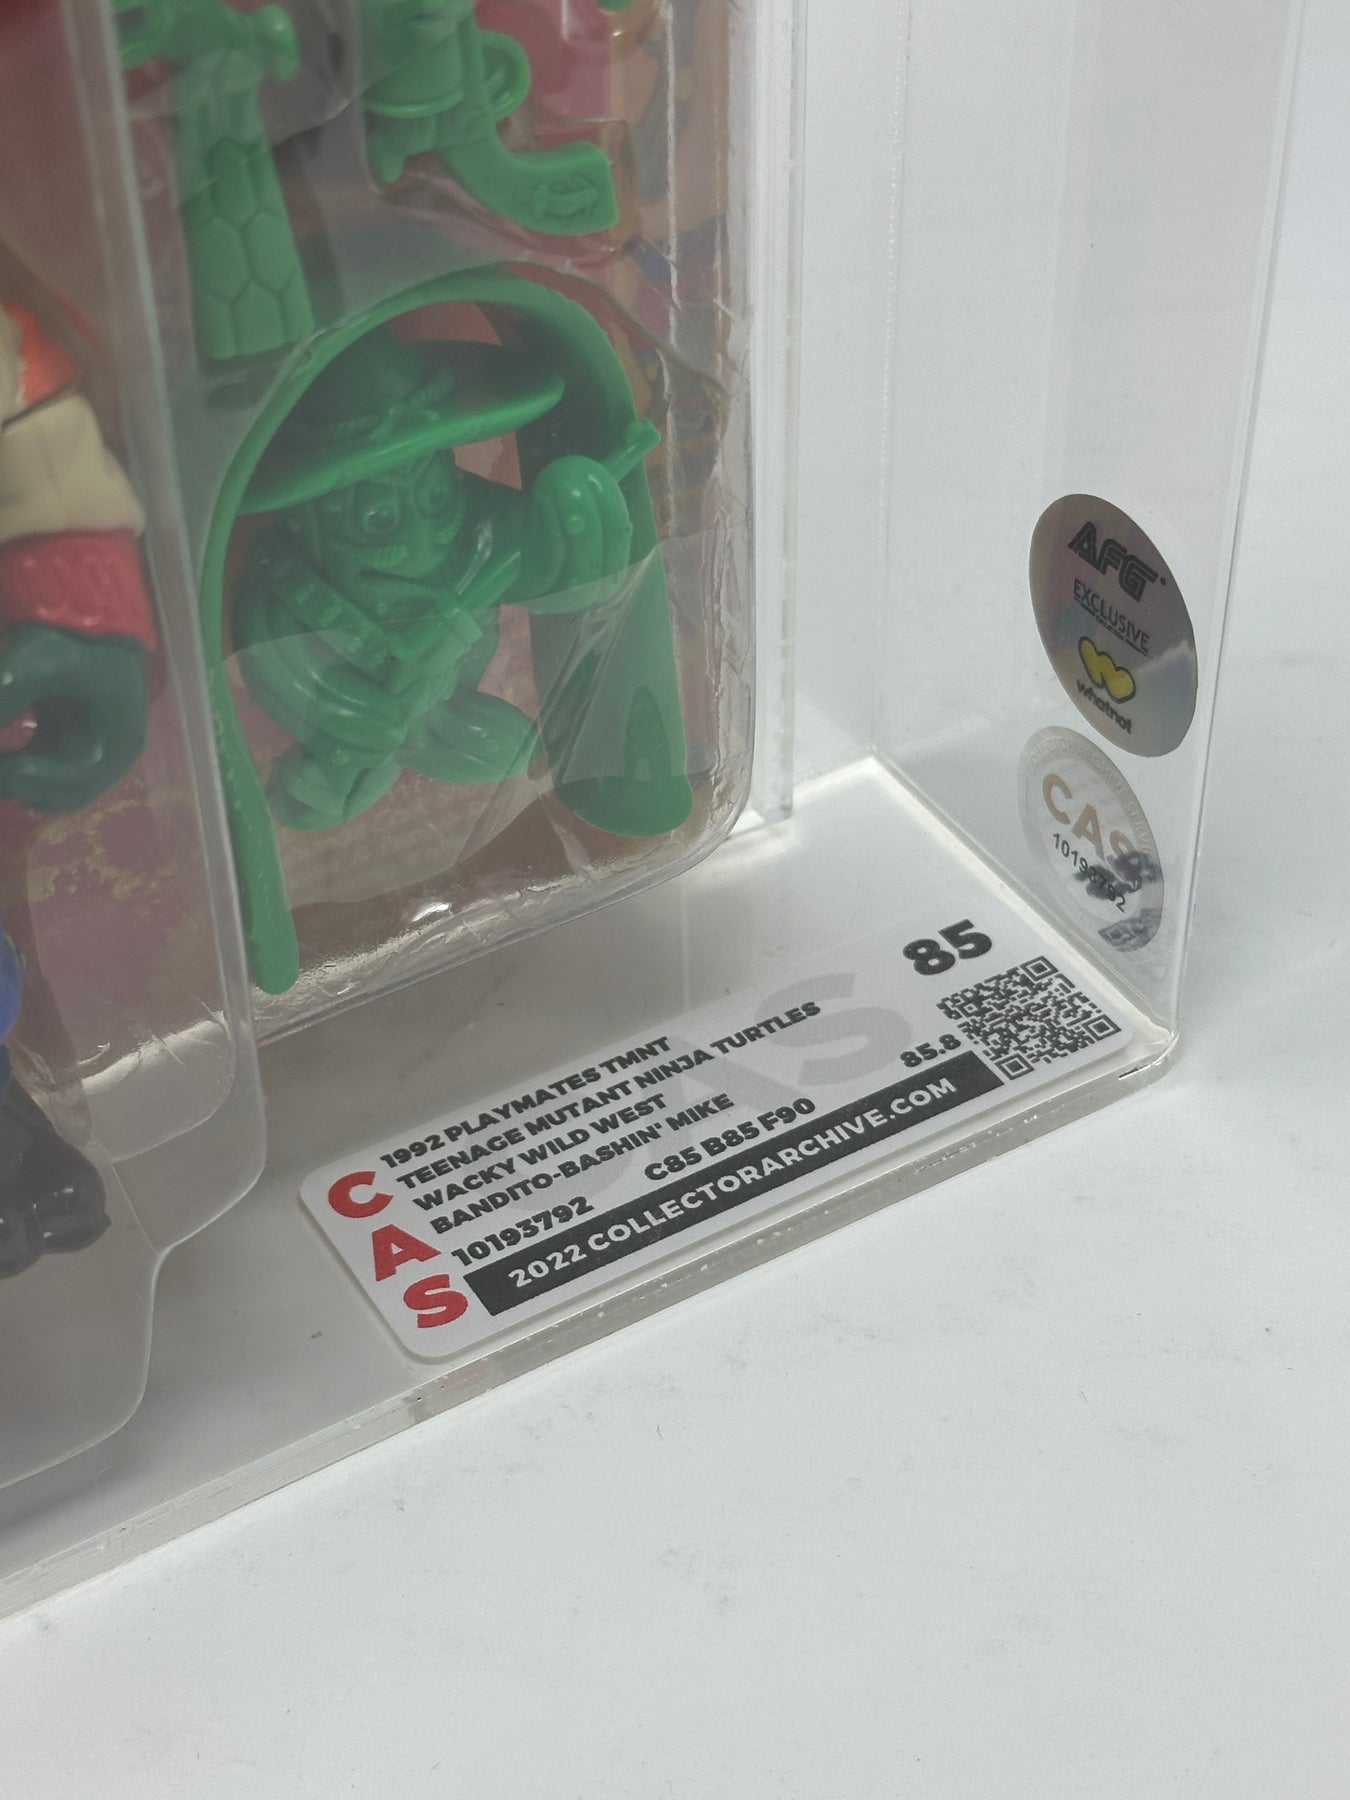 AFG
EXCLUSIVE
whatnot
CAS
10193792
85
1992 PLAYMATES TMNT
TEENAGE MUTANT NINJA TURTLES
WACKY WILD WEST
BANDITO-BASHIN' MIKE
10193792 C85 B85 F90 85.8
2022 COLLECTORARCHIVE.COM
CAS